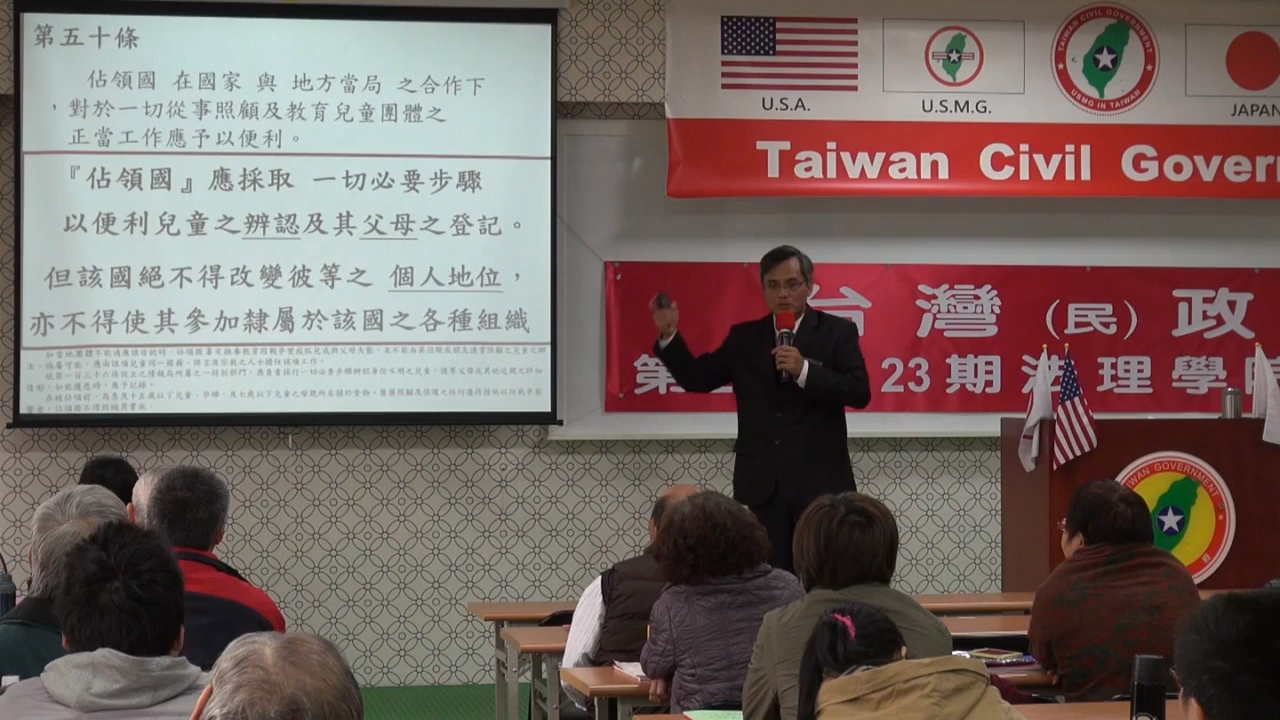 第五十條
佔領國 在國家 與 地方當局 之合作下
，對於一切從事照顧及教育兒童團體之
正當工作應予以便利。
『佔領國』應採取 一切必要步驟
以便利兒童之辨認及其父母之登記。
但該國絕不得改變彼等之 個人地位，
亦不得使其參加隸屬於該國之各種組織
U.S.A.
U.S.M.G.
TAIWAN CIVIL GOVERNMENT
USMG IN TAIWAN
JAPAN
Taiwan Civil Govern
台灣(民)政
第 23期法理學院
TAIWAN GOVERNMENT